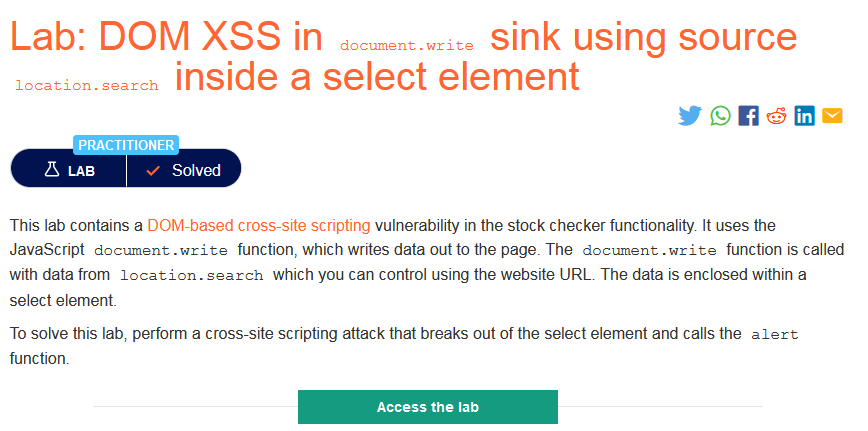 Lab: DOM XSS in document.write sink using source
location.search inside a select element
PRACTITIONER
LAB Solved
This lab contains a DOM-based cross-site scripting vulnerability in the stock checker functionality. It uses the
JavaScript document.write function, which writes data out to the page. The document.write function is called
with data from location.search which you can control using the website URL. The data is enclosed within a
select element.
To solve this lab, perform a cross-site scripting attack that breaks out of the select element and calls the alert
function.
Access the lab